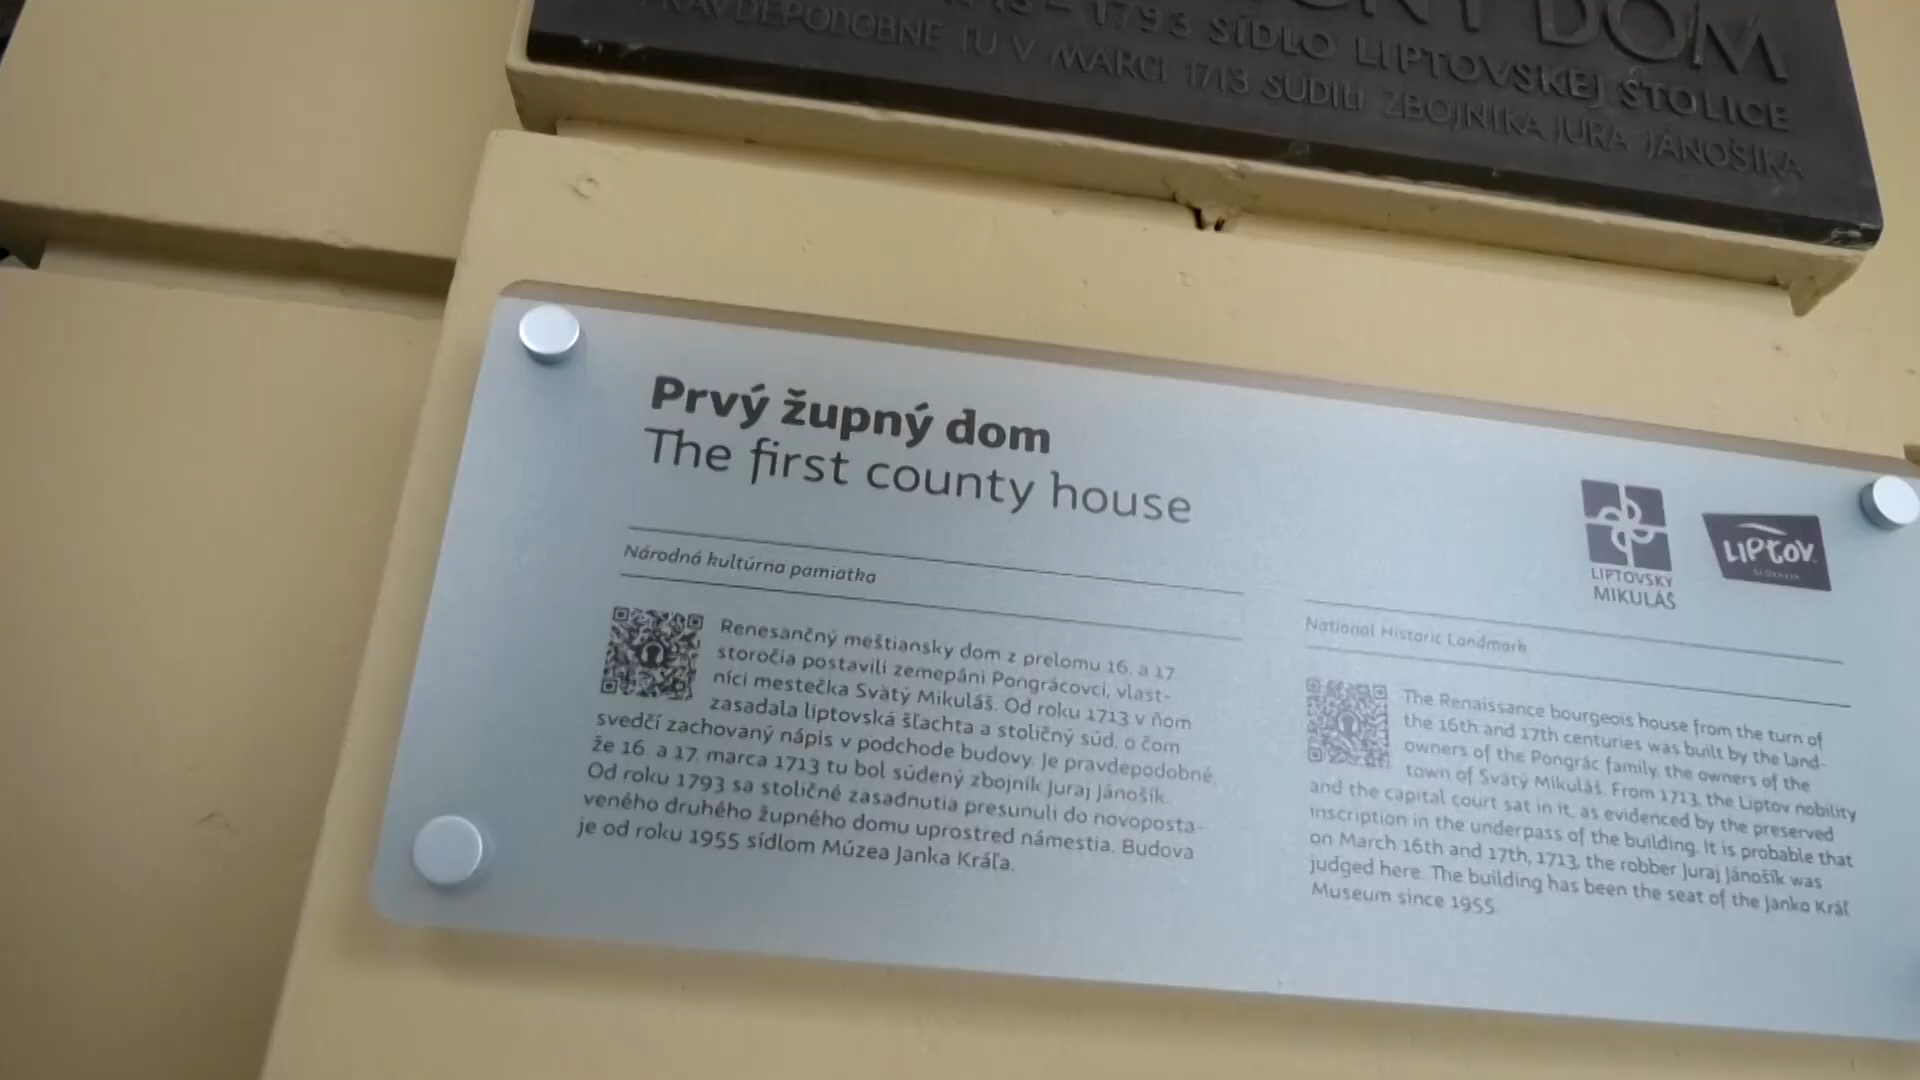 DOM
– 1793 SÍDLO LIPTOVSKEJ STOLICE
PRAVDEPODOBNE TU V MARCI 1713 SÚDILI ZBOJNÍKA JURA JÁNOŠÍKA
Prvý župný dom
The first county house
Národná kultúrna pamiatka
Renesančný meštiansky dom z prelomu 16. a 17.
storočia postavili zemepáni Pongrácovci, vlast-
níci mestečka Svätý Mikuláš. Od roku 1713 v ňom
zasadala liptovská šľachta a stoličný súd, o čom
svedčí zachovaný nápis v podchode budovy. Je pravdepodobné,
že 16. a 17. marca 1713 tu bol súdený zbojník Juraj Jánošík.
Od roku 1793 sa stoličné zasadnutia presunuli do novoposta-
veného druhého župného domu uprostred námestia. Budova
je od roku 1955 sídlom Múzea Janka Kráľa.
LIPTOVSKÝ
MIKULÁŠ
LIPTOV
National Historic Landmark
The Renaissance bourgeois house from the turn of
the 16th and 17th centuries was built by the land-
owners of the Pongrác family, the owners of the
town of Svätý Mikuláš. From 1713, the Liptov nobility
and the capital court sat in it, as evidenced by the preserved
inscription in the underpass of the building. It is probable that
on March 16th and 17th, 1713, the robber Juraj Jánošík was
judged here. The building has been the seat of the Janko Kráľ
Museum since 1955.